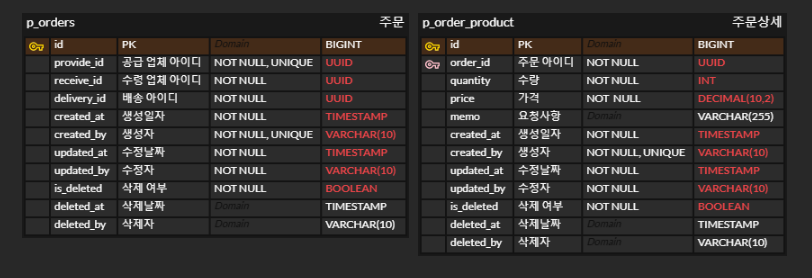 p_orders 주문
id PK Domain BIGINT
provide_id 공급 업체 아이디 NOT NULL, UNIQUE UUID
receive_id 수령 업체 아이디 NOT NULL UUID
delivery_id 배송 아이디 NOT NULL UUID
created_at 생성일자 NOT NULL TIMESTAMP
created_by 생성자 NOT NULL, UNIQUE VARCHAR(10)
updated_at 수정날짜 NOT NULL TIMESTAMP
updated_by 수정자 NOT NULL VARCHAR(10)
is_deleted 삭제 여부 NOT NULL BOOLEAN
deleted_at 삭제날짜 Domain TIMESTAMP
deleted_by 삭제자 Domain VARCHAR(10)
p_order_product 주문상세
id PK Domain BIGINT
order_id 주문 아이디 NOT NULL UUID
quantity 수량 NOT NULL INT
price 가격 NOT NULL DECIMAL(10,2)
memo 요청사항 Domain VARCHAR(255)
created_at 생성일자 NOT NULL TIMESTAMP
created_by 생성자 NOT NULL, UNIQUE VARCHAR(10)
updated_at 수정날짜 NOT NULL TIMESTAMP
updated_by 수정자 NOT NULL VARCHAR(10)
is_deleted 삭제 여부 NOT NULL BOOLEAN
deleted_at 삭제날짜 Domain TIMESTAMP
deleted_by 삭제자 Domain VARCHAR(10)